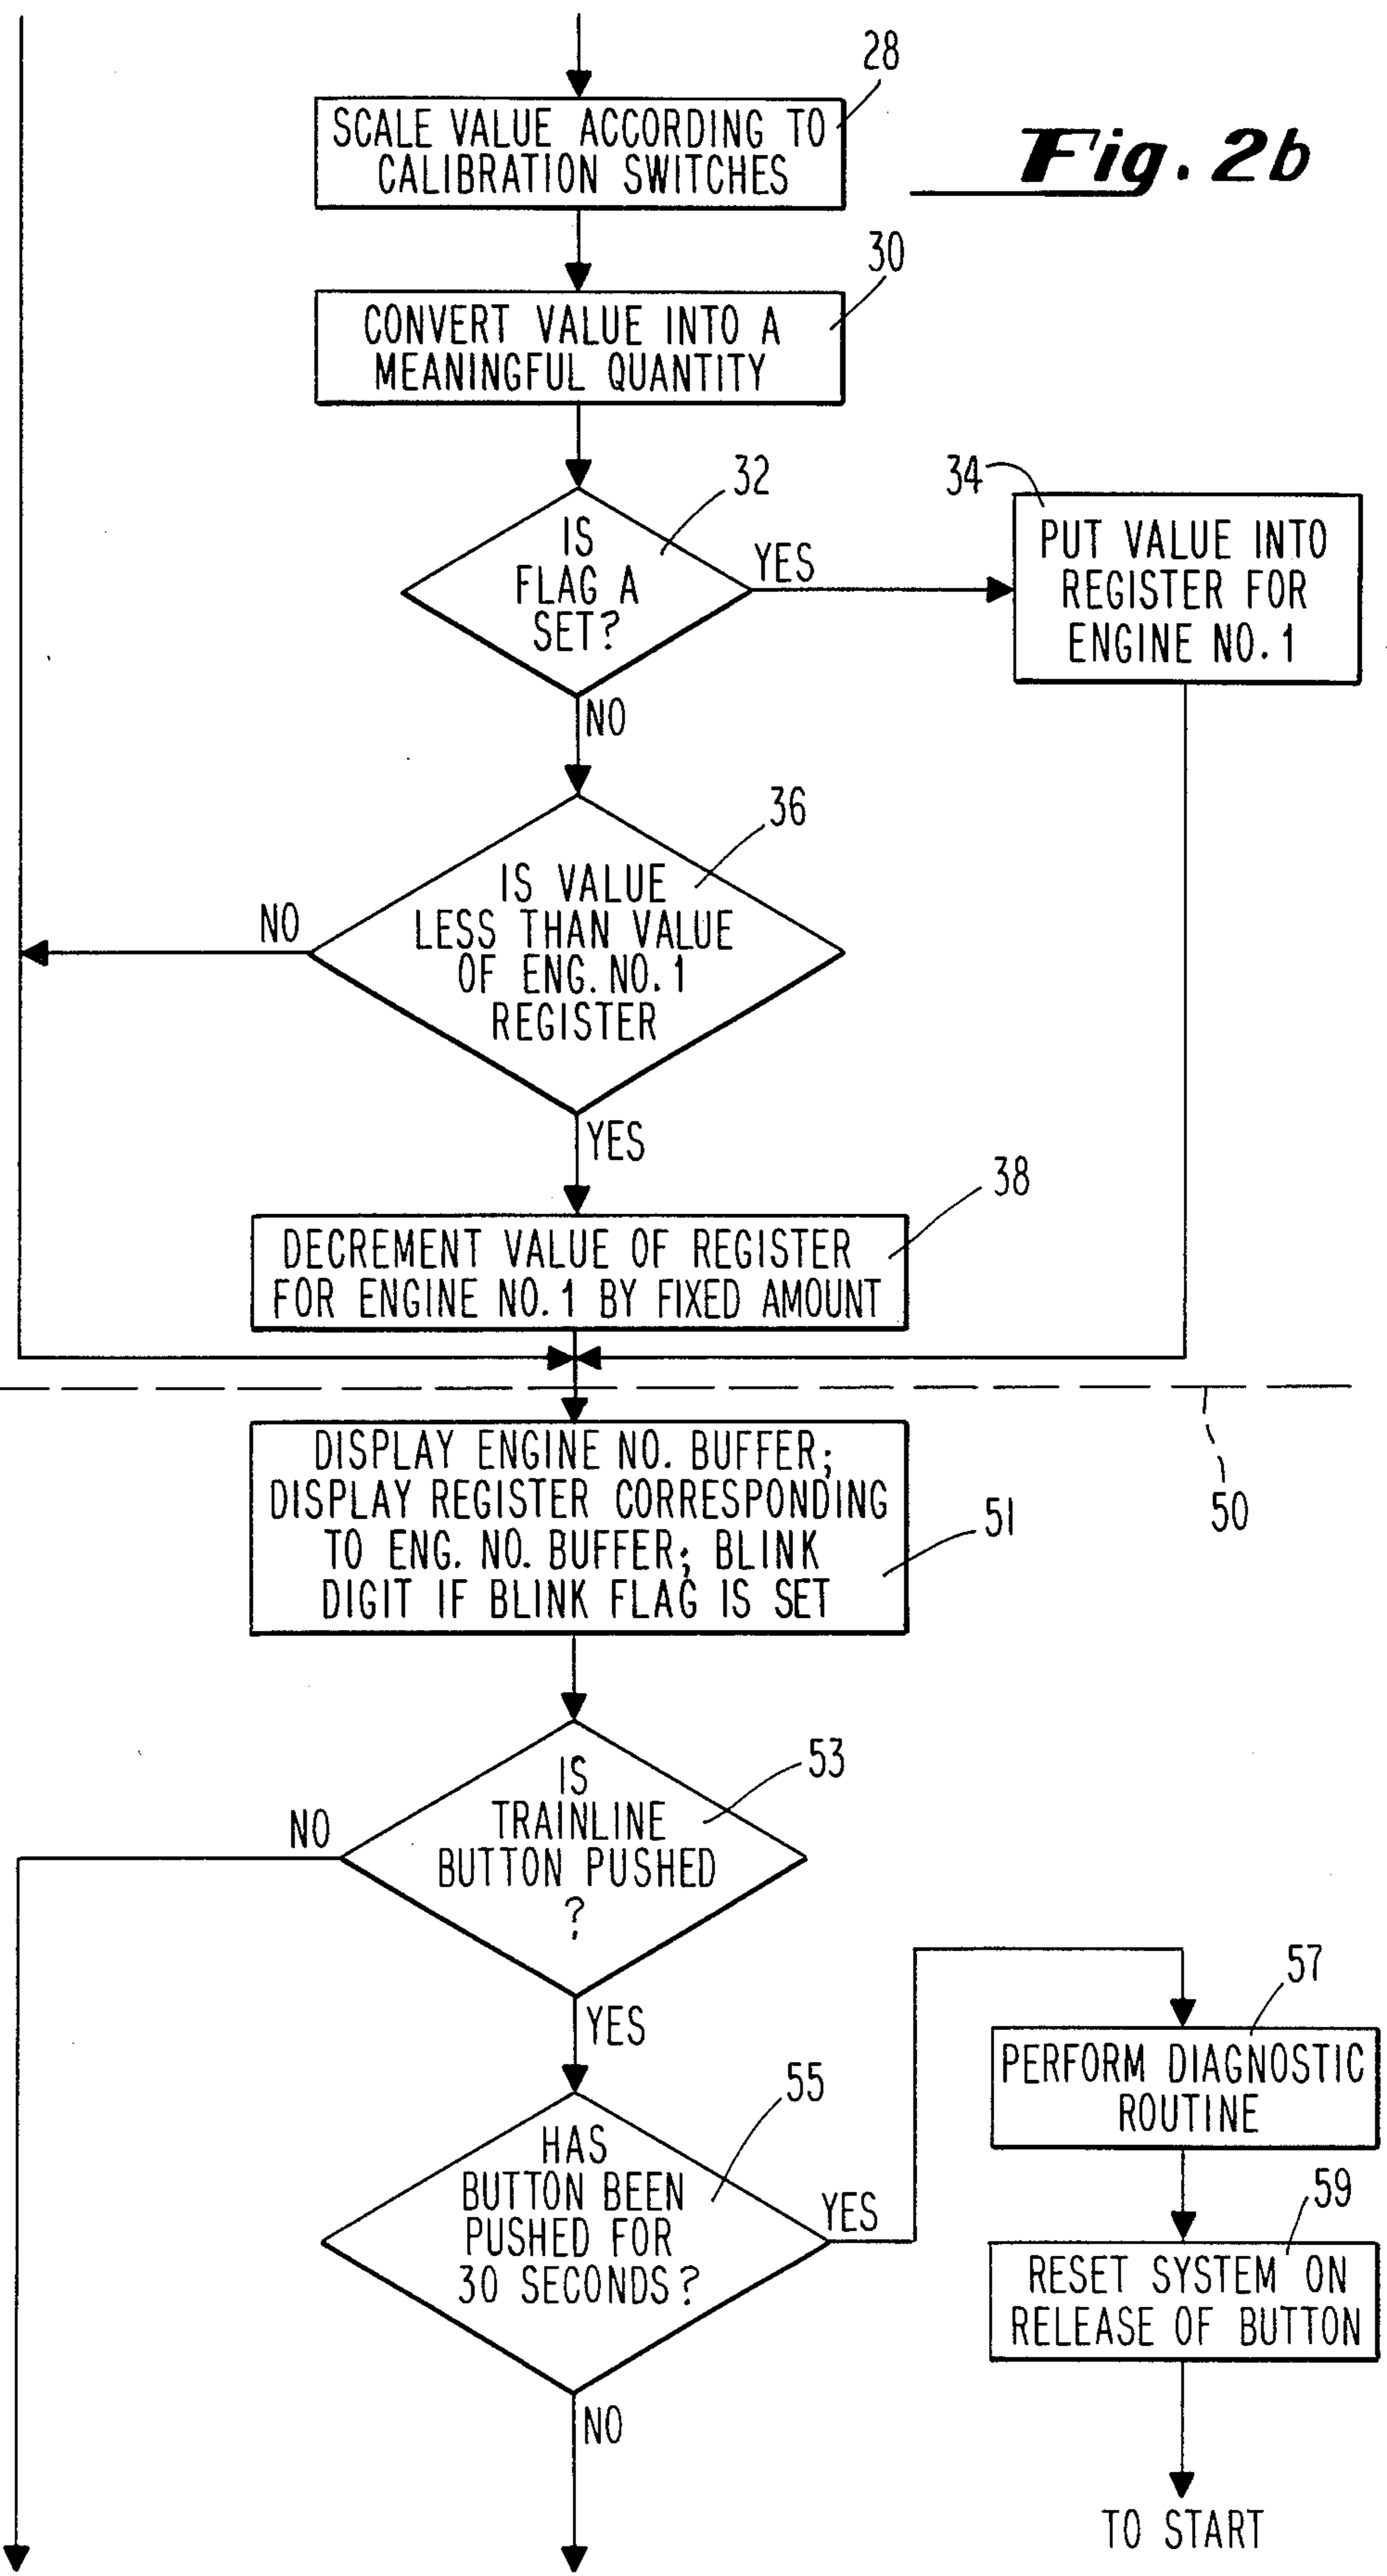 28
SCALE VALUE ACCORDING TO
CALIBRATION SWITCHES
Fig. 2b
30
CONVERT VALUE INTO A
MEANINGFUL QUANTITY
32
IS
FLAG A
SET?
YES
34
PUT VALUE INTO
REGISTER FOR
ENGINE NO. 1
NO
36
IS VALUE
LESS THAN VALUE
OF ENG. NO. 1
REGISTER
NO
YES
38
DECREMENT VALUE OF REGISTER
FOR ENGINE NO. 1 BY FIXED AMOUNT
50
DISPLAY ENGINE NO. BUFFER;
DISPLAY REGISTER CORRESPONDING
TO ENG. NO. BUFFER; BLINK
DIGIT IF BLINK FLAG IS SET
51
53
IS
TRAINLINE
BUTTON PUSHED
?
NO
YES
55
HAS
BUTTON BEEN
PUSHED FOR
30 SECONDS?
YES
NO
57
PERFORM DIAGNOSTIC
ROUTINE
59
RESET SYSTEM ON
RELEASE OF BUTTON
TO START